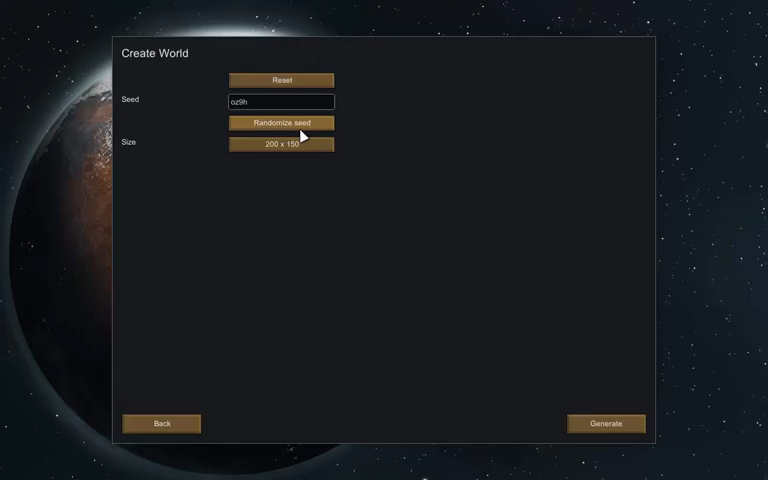 Create World
Reset
Seed
oz9h
Randomize seed
Size
200 x 150
Back
Generate